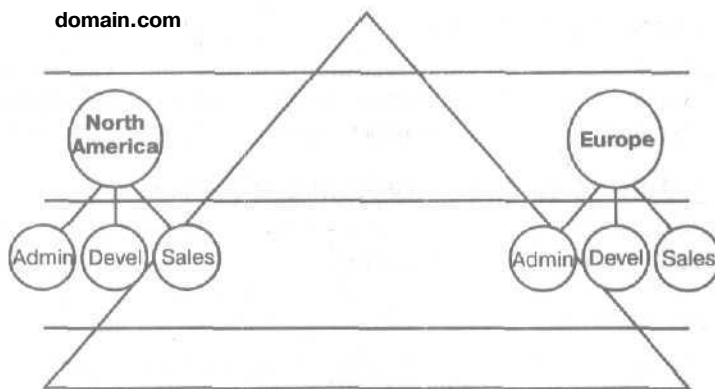 domain.com
North
America
Europe
Admin
Devel
Sales
Admin
Devel
Sales